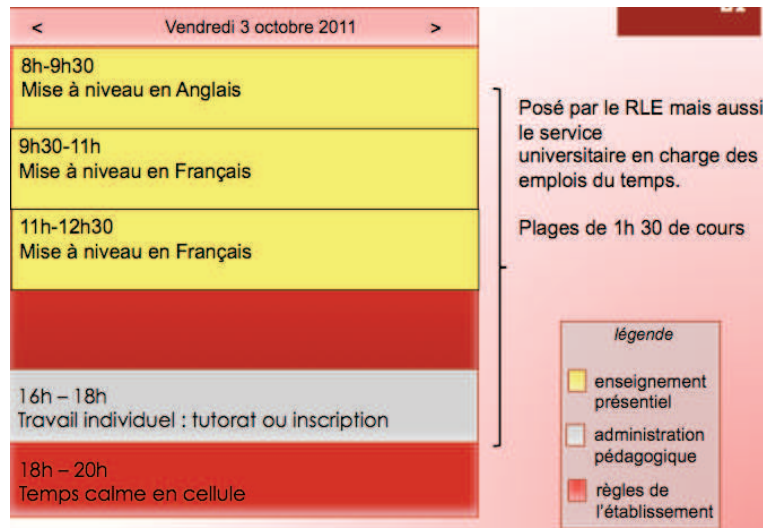 < Vendredi 3 octobre 2011 >
8h-9h30
Mise à niveau en Anglais
9h30-11h
Mise à niveau en Français
11h-12h30
Mise à niveau en Français
16h – 18h
Travail individuel : tutorat ou inscription
18h – 20h
Temps calme en cellule
Posé par le RLE mais aussi
le service
universitaire en charge des
emplois du temps.
Plages de 1h 30 de cours
légende
enseignement
présentiel
administration
pédagogique
règles de
l'établissement